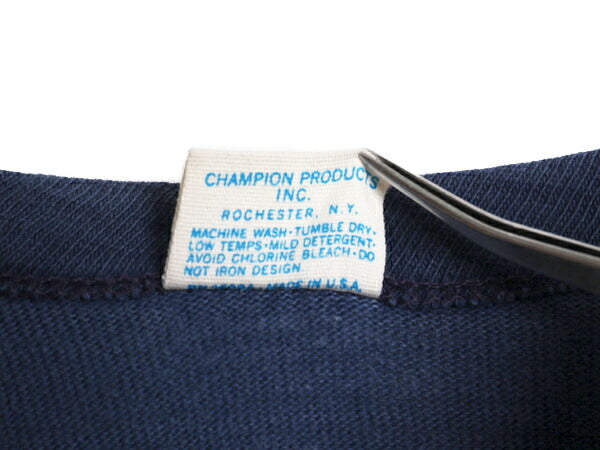 CHAMPION PRODUCTS
INC.
ROCHESTER, N.Y.
MACHINE WASH·TUMBLE DRY·
LOW TEMPS·MILD DETERGENT·
AVOID CHLORINE BLEACH·DO
NOT IRON DESIGN.
MADE IN U.S.A.